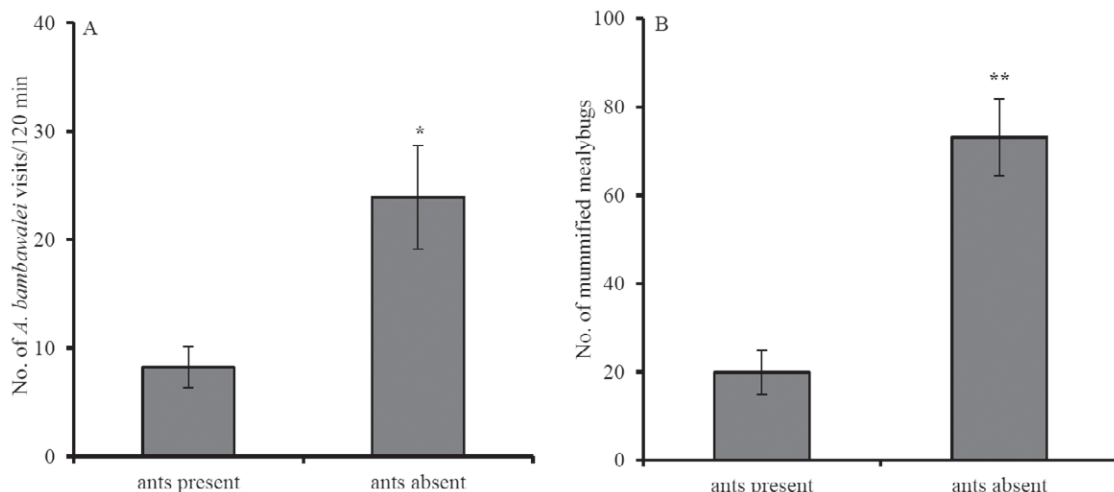 A
No. of A. bambawalei visits/120 min
40
30
20
10
0
*
ants present
ants absent
B
No. of mummified mealybugs
100
80
60
40
20
0
**
ants present
ants absent